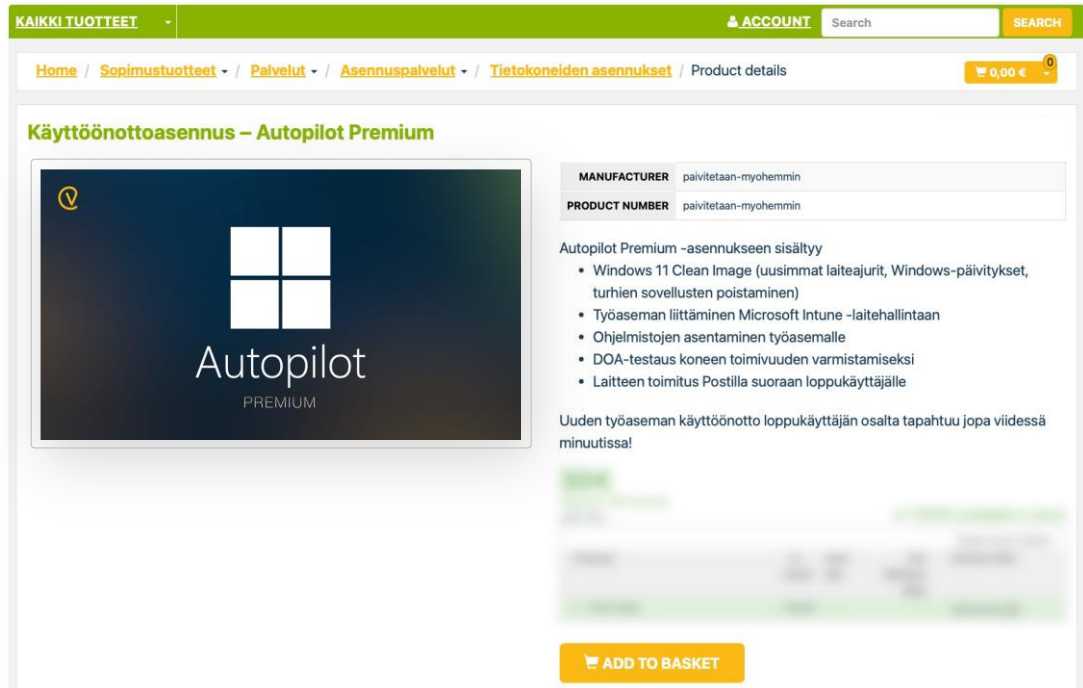 KAIKKI TUOTTEET
ACCOUNT
Search
SEARCH
Home / Sopimustuotteet / Palvelut / Asennuspalvelut / Tietokoneiden asennukset / Product details
0,00 €
0
Käyttöönottoasennus – Autopilot Premium
Autopilot
PREMIUM
MANUFACTURER paivitetaan-myohemmin
PRODUCT NUMBER paivitetaan-myohemmin
Autopilot Premium -asennukseen sisältyy
• Windows 11 Clean Image (uusimmat laiteajurit, Windows-päivitykset,
turhien sovellusten poistaminen)
• Työaseman liittäminen Microsoft Intune -laitehallintaan
• Ohjelmistojen asentaminen työasemalle
• DOA-testaus koneen toimivuuden varmistamiseksi
• Laitteen toimitus Postilla suoraan loppukäyttäjälle
Uuden työaseman käyttöönotto loppukäyttäjän osalta tapahtuu jopa viidessä
minuutissa!
ADD TO BASKET